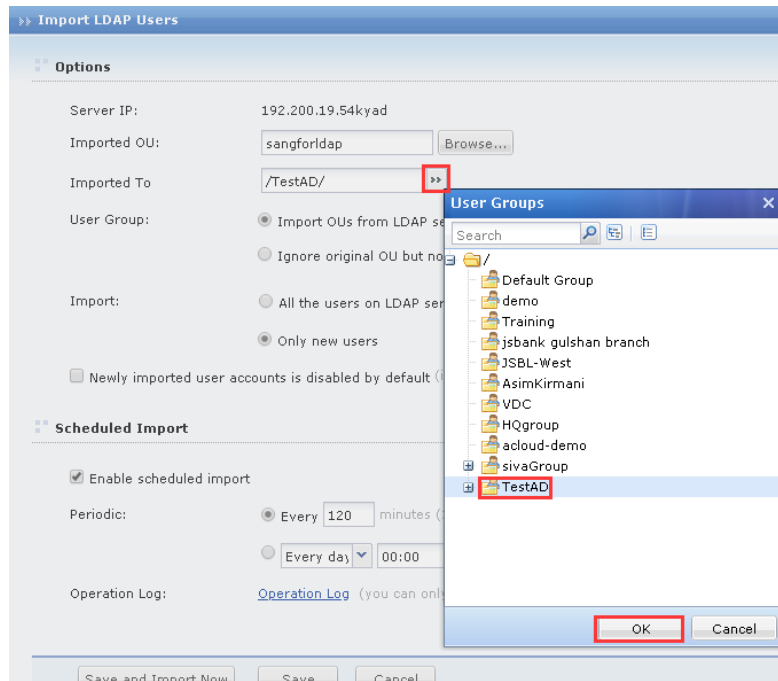 Import LDAP Users
Options
Server IP: 192.200.19.54kyad
Imported OU: sangforldap Browse...
Imported To /TestAD/
User Group: Import OUs from LDAP se
Ignore original OU but no
Import: All the users on LDAP ser
Only new users
Newly imported user accounts is disabled by default (i
Scheduled Import
Enable scheduled import
Periodic: Every 120 minutes (
Every day 00:00
Operation Log: Operation Log (you can only
Save and Import Now Save Cancel
User Groups
Search
/
Default Group
demo
Training
jsbank gulshan branch
JSBL-West
AsimKirmani
VDC
HQgroup
acloud-demo
sivaGroup
TestAD
OK Cancel